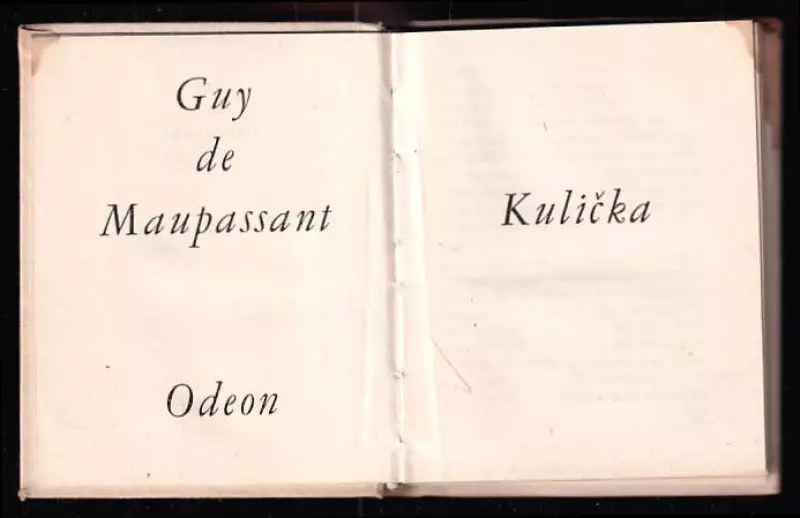 Guy
de
Maupassant
Odeon
Kulička